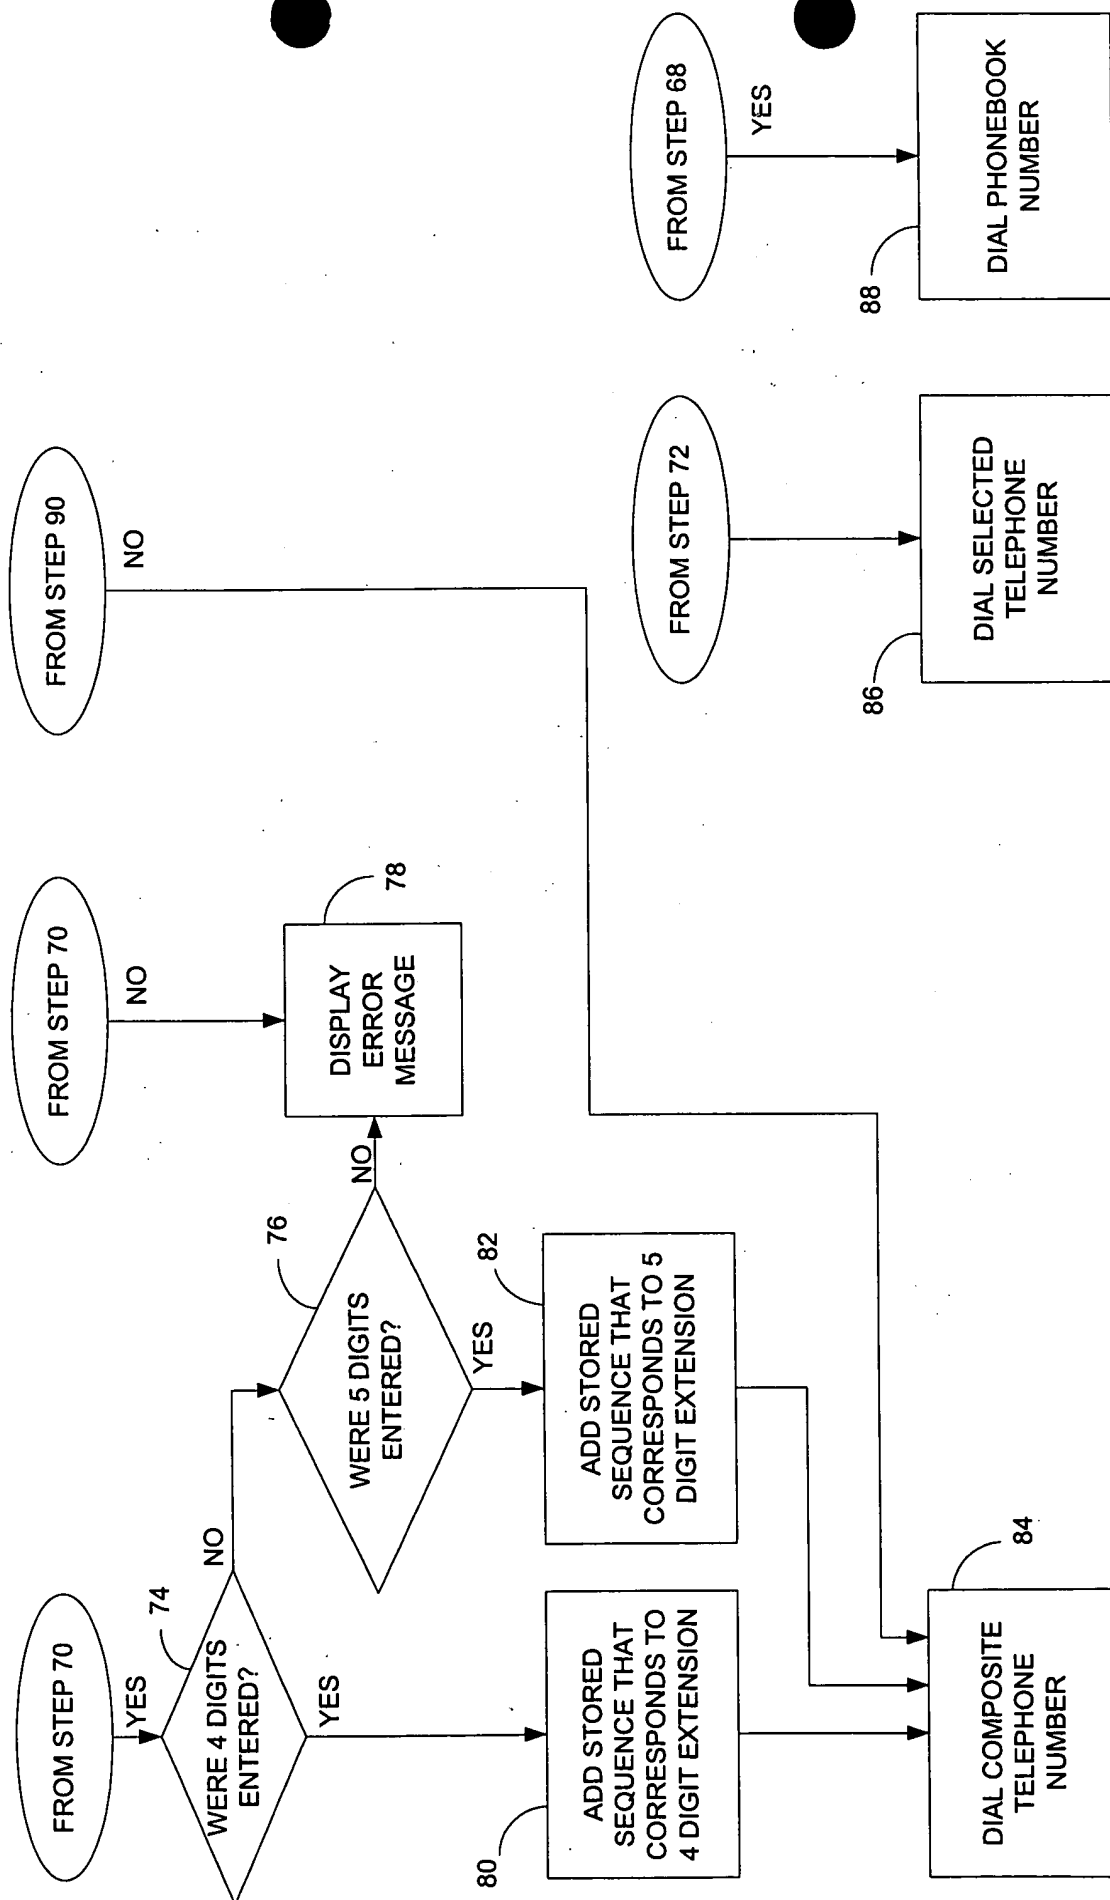 FROM STEP 70
YES
WERE 4 DIGITS
ENTERED?
74
NO
YES
80
ADD STORED
SEQUENCE THAT
CORRESPONDS TO
4 DIGIT EXTENSION
WERE 5 DIGITS
ENTERED?
76
NO
YES
82
ADD STORED
SEQUENCE THAT
CORRESPONDS TO 5
DIGIT EXTENSION
FROM STEP 70
NO
DISPLAY
ERROR
MESSAGE
78
FROM STEP 90
NO
84
DIAL COMPOSITE
TELEPHONE
NUMBER
FROM STEP 72
86
DIAL SELECTED
TELEPHONE
NUMBER
FROM STEP 68
YES
88
DIAL PHONEBOOK
NUMBER